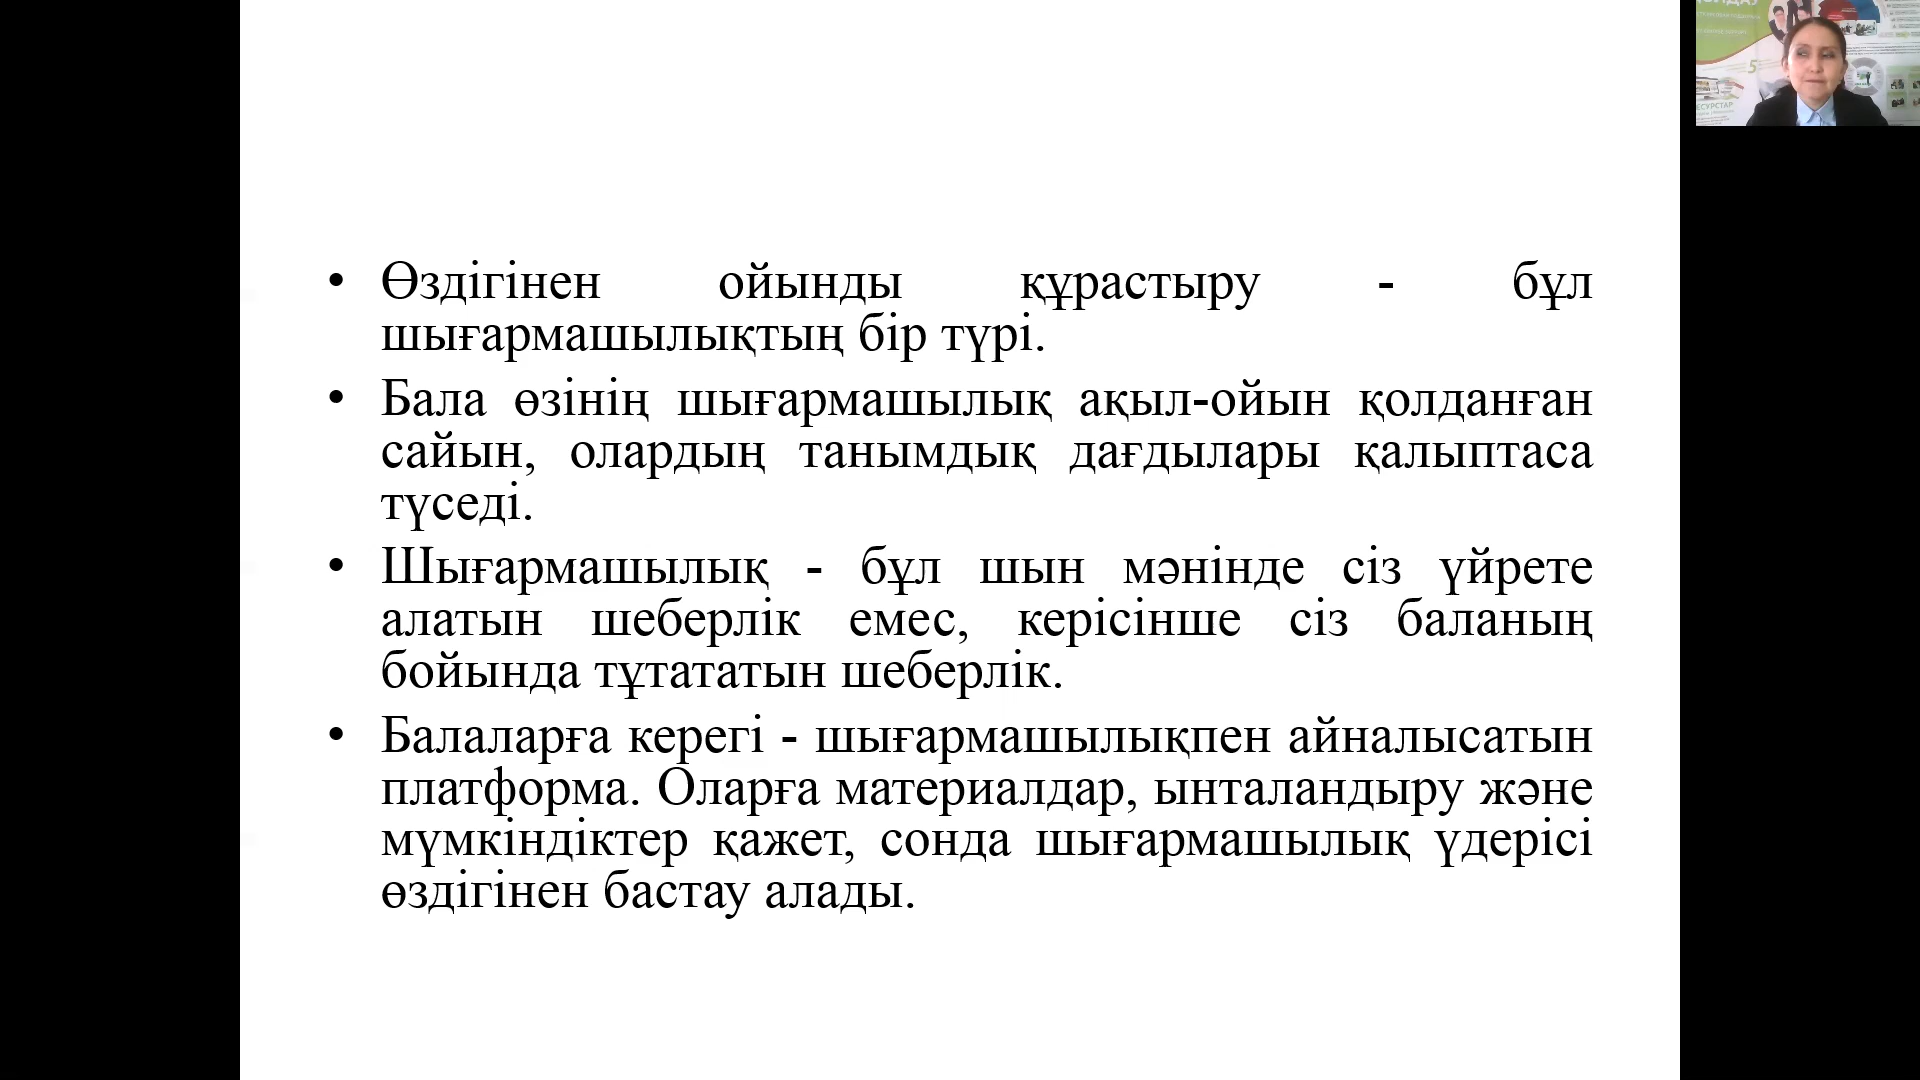 • Өздігінен ойынды құрастыру - бұл
шығармашылықтың бір түрі.
• Бала өзінің шығармашылық ақыл-ойын қолданған
сайын, олардың танымдық дағдылары қалыптаса
түседі.
• Шығармашылық - бұл шын мәнінде сіз үйрете
алатын шеберлік емес, керісінше сіз баланың
бойында тұтататын шеберлік.
• Балаларға керегі - шығармашылықпен айналысатын
платформа. Оларға материалдар, ынталандыру және
мүмкіндіктер қажет, сонда шығармашылық үдерісі
өздігінен бастау алады.
5